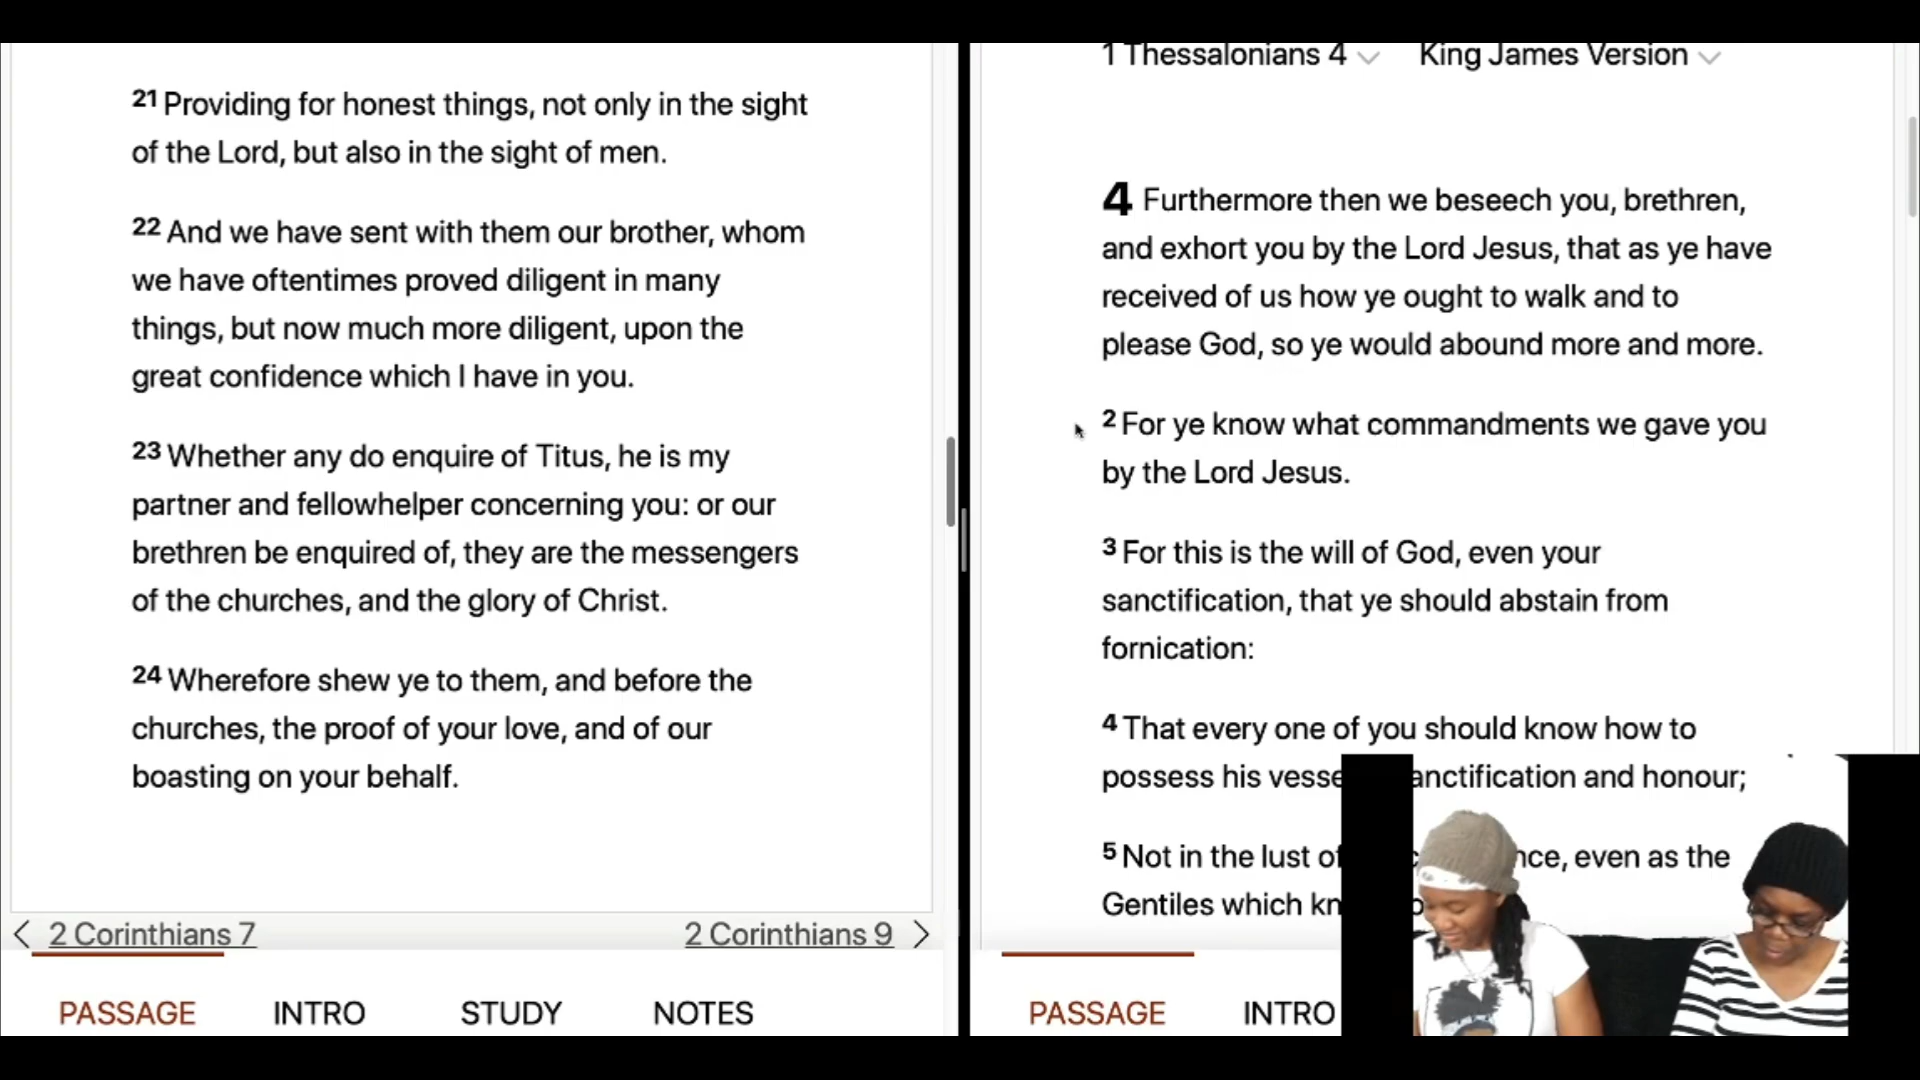 21 Providing for honest things, not only in the sight
of the Lord, but also in the sight of men.
22 And we have sent with them our brother, whom
we have oftentimes proved diligent in many
things, but now much more diligent, upon the
great confidence which I have in you.
23 Whether any do enquire of Titus, he is my
partner and fellowhelper concerning you: or our
brethren be enquired of, they are the messengers
of the churches, and the glory of Christ.
24 Wherefore shew ye to them, and before the
churches, the proof of your love, and of our
boasting on your behalf.
2 Corinthians 7
2 Corinthians 9
PASSAGE INTRO STUDY NOTES
1 Thessalonians 4 King James Version
4 Furthermore then we beseech you, brethren,
and exhort you by the Lord Jesus, that as ye have
received of us how ye ought to walk and to
please God, so ye would abound more and more.
2 For ye know what commandments we gave you
by the Lord Jesus.
3 For this is the will of God, even your
sanctification, that ye should abstain from
fornication:
4 That every one of you should know how to
possess his anctification and honour;
5 Not in the lust even as the
Gentiles which
PASSAGE INTRO